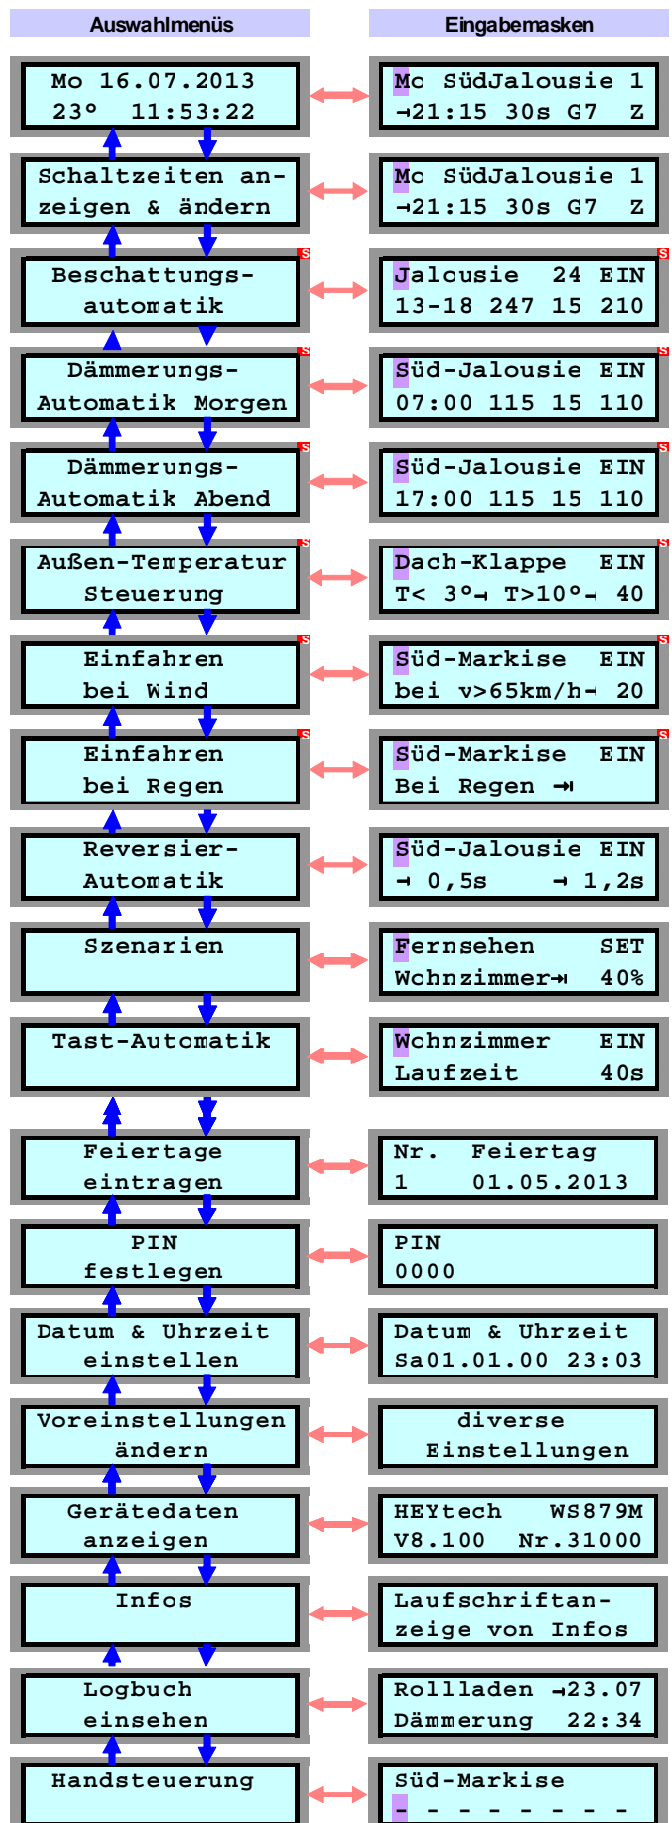 Auswahlmenüs Eingabemasken
Mo 16.07.2013
23° 11:53:22
Mo SüdJalousie 1
→21:15 30s G7 Z
Schaltzeiten an-
zeigen & ändern
Mo SüdJalousie 1
→21:15 30s G7 Z
S
Beschattungs-
automatik
S
Jalousie 24 EIN
13-18 247 15 210
S
Dämmerungs-
Automatik Morgen
S
Süd-Jalousie EIN
07:00 115 15 110
S
Dämmerungs-
Automatik Abend
S
Süd-Jalousie EIN
17:00 115 15 110
S
Außen-Temperatur
Steuerung
S
Dach-Klappe EIN
T< 3°→ T>10°→ 40
S
Einfahren
bei Wind
S
Süd-Markise EIN
bei v>65km/h→ 20
S
Einfahren
bei Regen
S
Süd-Markise EIN
Bei Regen →I
Reversier-
Automatik
Süd-Jalousie EIN
→ 0,5s → 1,2s
Szenarien
Fernsehen SET
Wohnzimmer→I 40%
Tast-Automatik
Wohnzimmer EIN
Laufzeit 40s
Feiertage
eintragen
Nr. Feiertag
1 01.05.2013
PIN
festlegen
PIN
0000
Datum & Uhrzeit
einstellen
Datum & Uhrzeit
Sa01.01.00 23:03
Voreinstellungen
ändern
diverse
Einstellungen
Gerätedaten
anzeigen
HEYtech WS879M
V8.100 Nr.31000
Infos
Laufschriftan-
zeige von Infos
Logbuch
einsehen
Rollladen →23.07
Dämmerung 22:34
Handsteuerung
Süd-Markise
- - - - - - - -